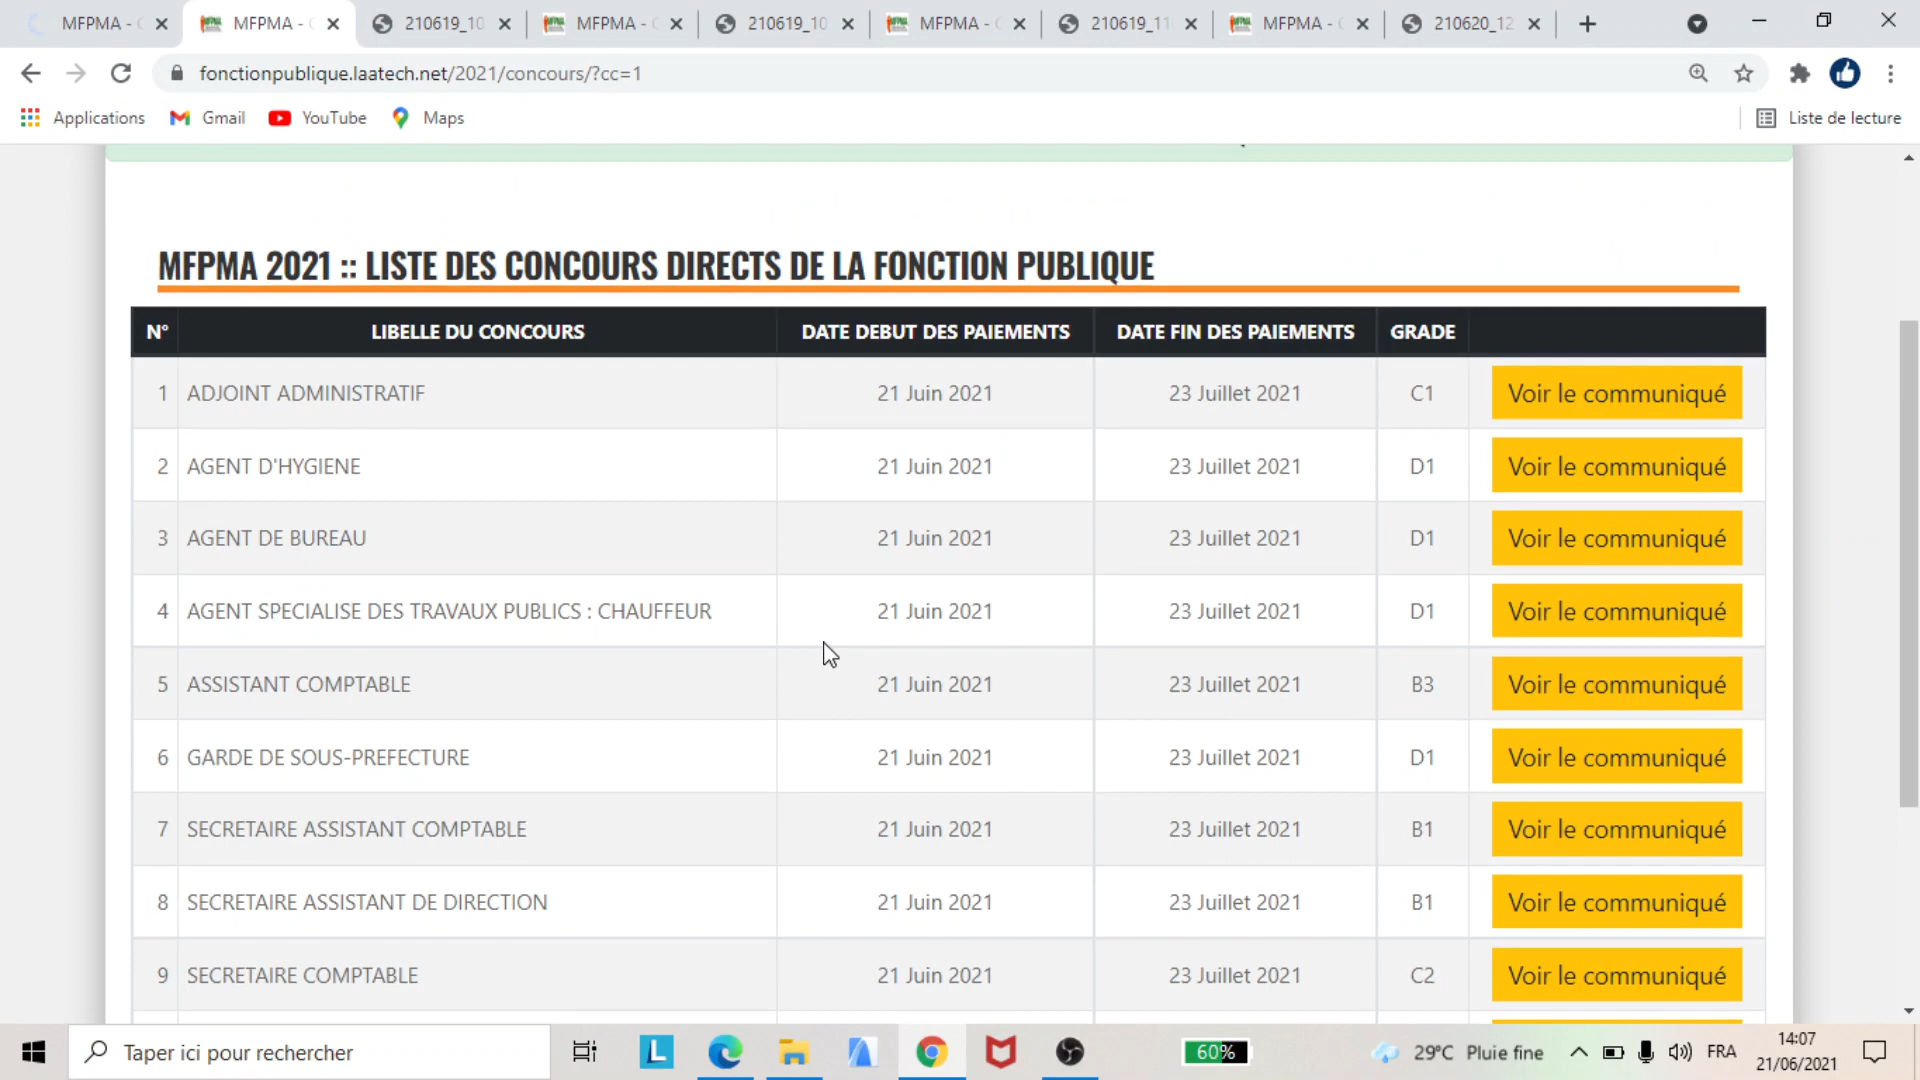 MFPMA - C
MFPMA - C
210619_10
MFPMA - C
210619_10
MFPMA - C
210619_11
MFPMA - C
210620_12
fonctionpublique.laatech.net/2021/concours/?cc=1
Applications
Gmail
YouTube
Maps
Liste de lecture
MFPMA 2021 :: LISTE DES CONCOURS DIRECTS DE LA FONCTION PUBLIQUE
N° LIBELLE DU CONCOURS DATE DEBUT DES PAIEMENTS DATE FIN DES PAIEMENTS GRADE
1 ADJOINT ADMINISTRATIF 21 Juin 2021 23 Juillet 2021 C1 Voir le communiqué
2 AGENT D'HYGIENE 21 Juin 2021 23 Juillet 2021 D1 Voir le communiqué
3 AGENT DE BUREAU 21 Juin 2021 23 Juillet 2021 D1 Voir le communiqué
4 AGENT SPECIALISE DES TRAVAUX PUBLICS : CHAUFFEUR 21 Juin 2021 23 Juillet 2021 D1 Voir le communiqué
5 ASSISTANT COMPTABLE 21 Juin 2021 23 Juillet 2021 B3 Voir le communiqué
6 GARDE DE SOUS-PREFECTURE 21 Juin 2021 23 Juillet 2021 D1 Voir le communiqué
7 SECRETAIRE ASSISTANT COMPTABLE 21 Juin 2021 23 Juillet 2021 B1 Voir le communiqué
8 SECRETAIRE ASSISTANT DE DIRECTION 21 Juin 2021 23 Juillet 2021 B1 Voir le communiqué
9 SECRETAIRE COMPTABLE 21 Juin 2021 23 Juillet 2021 C2 Voir le communiqué
Taper ici pour rechercher
L
60%
29°C Pluie fine
FRA
14:07
21/06/2021